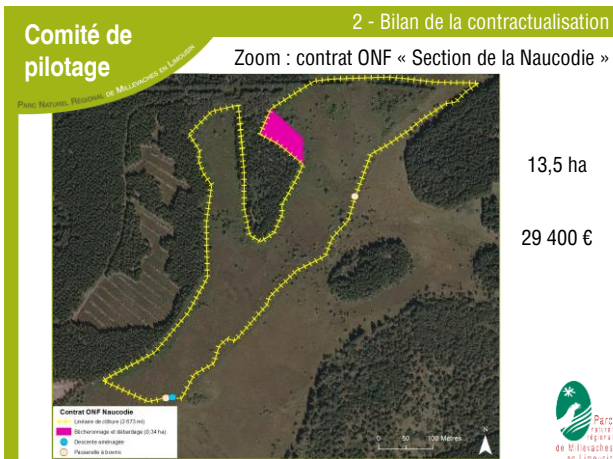 Comité de
pilotage
PARC NATUREL RÉGIONAL DE MILLEVACHES EN LIMOUSIN
2 - Bilan de la contractualisation
Zoom : contrat ONF « Section de la Naucodie »
13,5 ha
29 400 €
Contrat ONF Naucodie
Linéaire de clôture (2 673 ml)
Bûcheronnage et débardage (0,34 ha)
Descente aménagée
Passerelle à bovins
N
0 50 100 Mètres
Parc
naturel
régional
de Millevaches
en Limousin